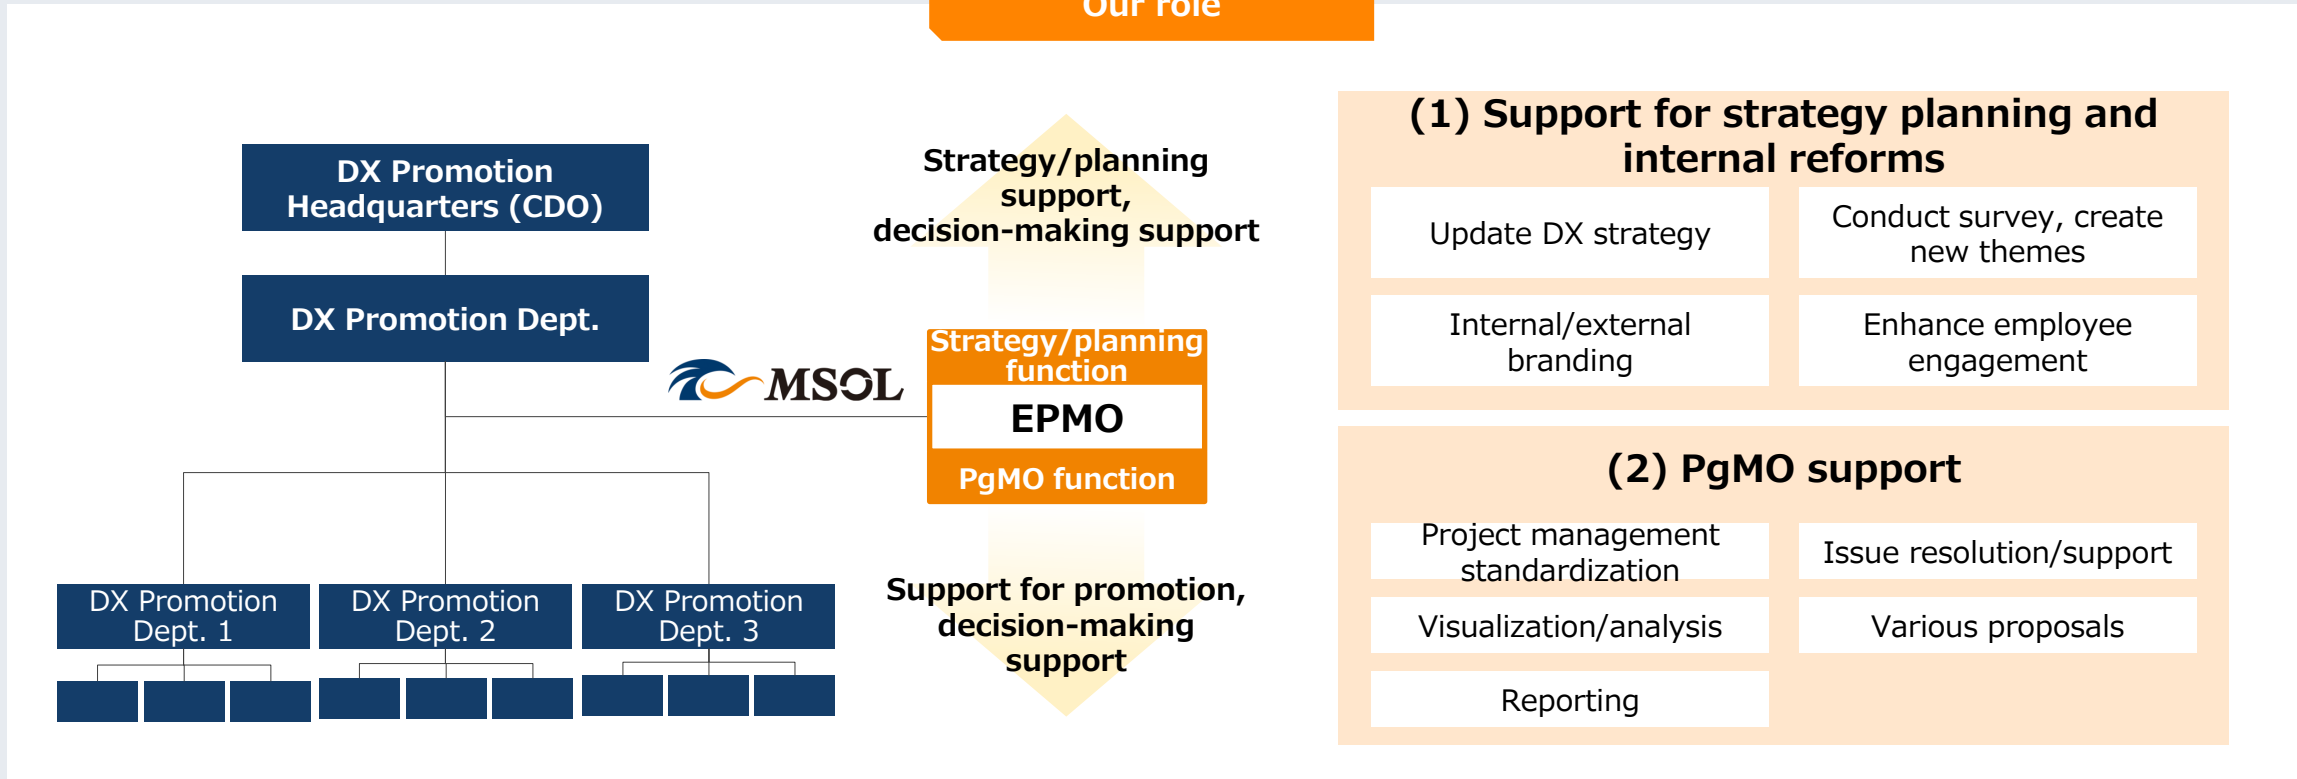 Our role
DX Promotion
Headquarters (CDO)
DX Promotion Dept.
DX Promotion
Dept. 1
DX Promotion
Dept. 2
DX Promotion
Dept. 3
MSOL
Strategy/planning
support,
decision-making support
Strategy/planning
function
EPMO
PgMO function
Support for promotion,
decision-making
support
(1) Support for strategy planning and
internal reforms
Update DX strategy
Conduct survey, create
new themes
Internal/external
branding
Enhance employee
engagement
(2) PgMO support
Project management
standardization
Issue resolution/support
Visualization/analysis
Various proposals
Reporting